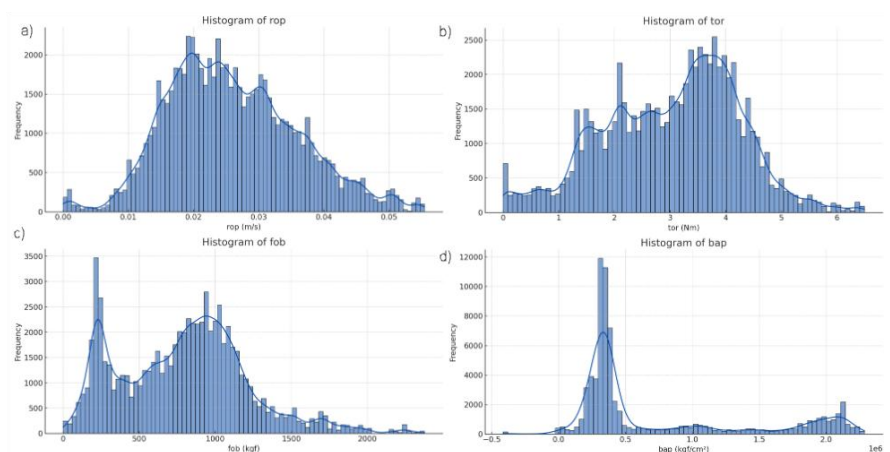 a)
Histogram of rop
Frequency
2000
1500
1000
500
0
0.00 0.01 0.02 0.03 0.04 0.05
rop (m/s)
b)
Histogram of tor
Frequency
2500
2000
1500
1000
500
0
0 1 2 3 4 5 6
tor (Nm)
c)
Histogram of fob
Frequency
3500
3000
2500
2000
1500
1000
500
0
0 500 1000 1500 2000
fob (kgf)
d)
Histogram of bap
Frequency
12000
10000
8000
6000
4000
2000
0
−0.5 0.0 0.5 1.0 1.5 2.0
1e6
bap (kgf/cm²)